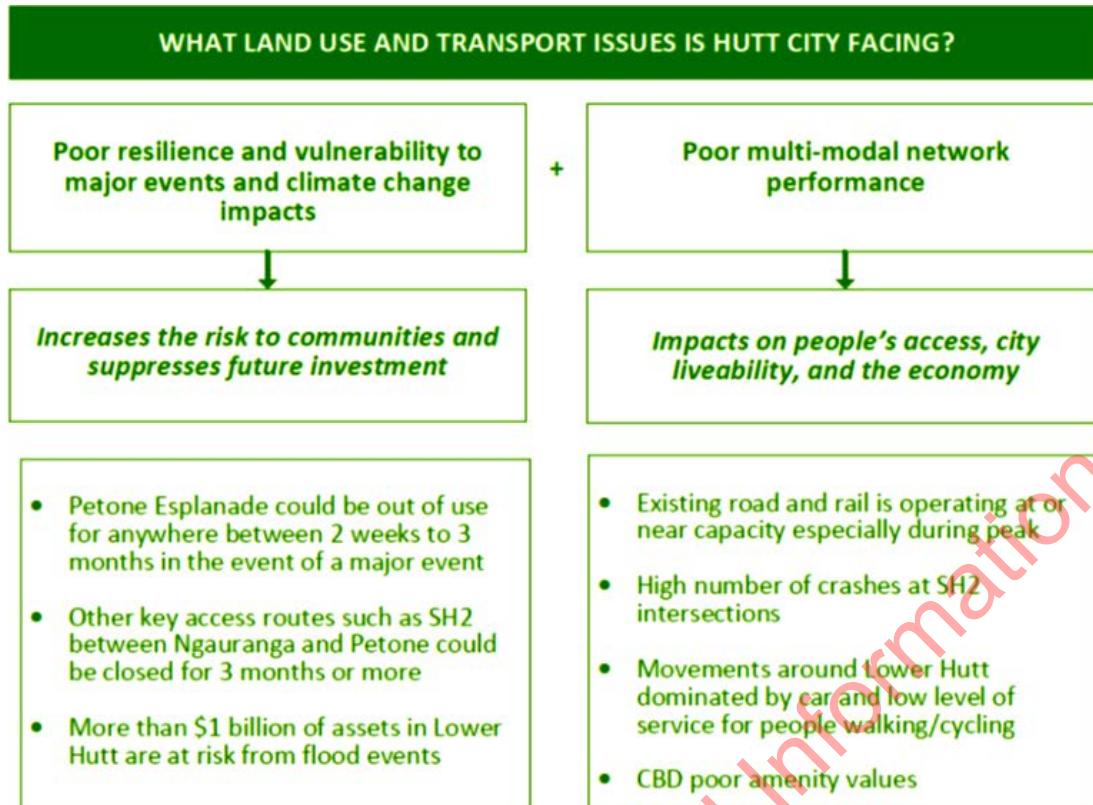 WHAT LAND USE AND TRANSPORT ISSUES IS HUTT CITY FACING?
Poor resilience and vulnerability to
major events and climate change
impacts
+
Poor multi-modal network
performance
Increases the risk to communities and
suppresses future investment
Impacts on people's access, city
liveability, and the economy
• Petone Esplanade could be out of use
for anywhere between 2 weeks to 3
months in the event of a major event
• Other key access routes such as SH2
between Ngauranga and Petone could
be closed for 3 months or more
• More than $1 billion of assets in Lower
Hutt are at risk from flood events
• Existing road and rail is operating at or
near capacity especially during peak
• High number of crashes at SH2
intersections
• Movements around Lower Hutt
dominated by car and low level of
service for people walking/cycling
• CBD poor amenity values
Information